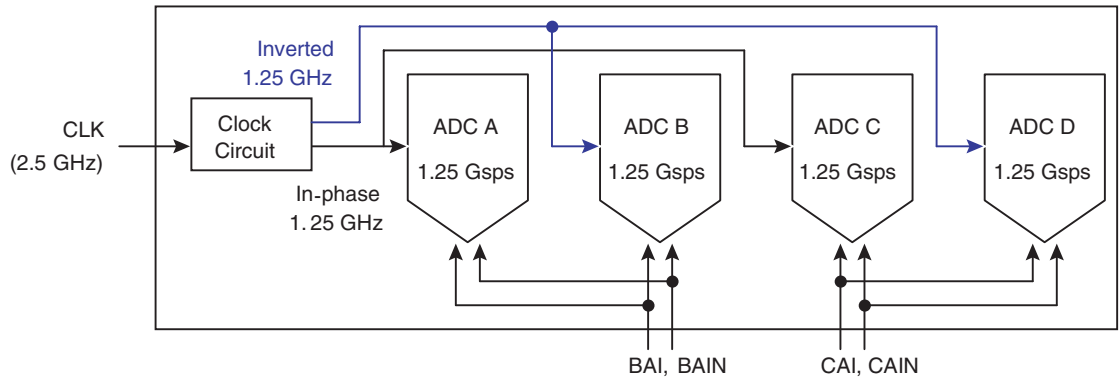 Inverted
1.25 GHz
CLK
(2.5 GHz)
Clock
Circuit
In-phase
1. 25 GHz
ADC A
1.25 Gsps
ADC B
1.25 Gsps
ADC C
1.25 Gsps
ADC D
1.25 Gsps
BAI, BAIN
CAI, CAIN